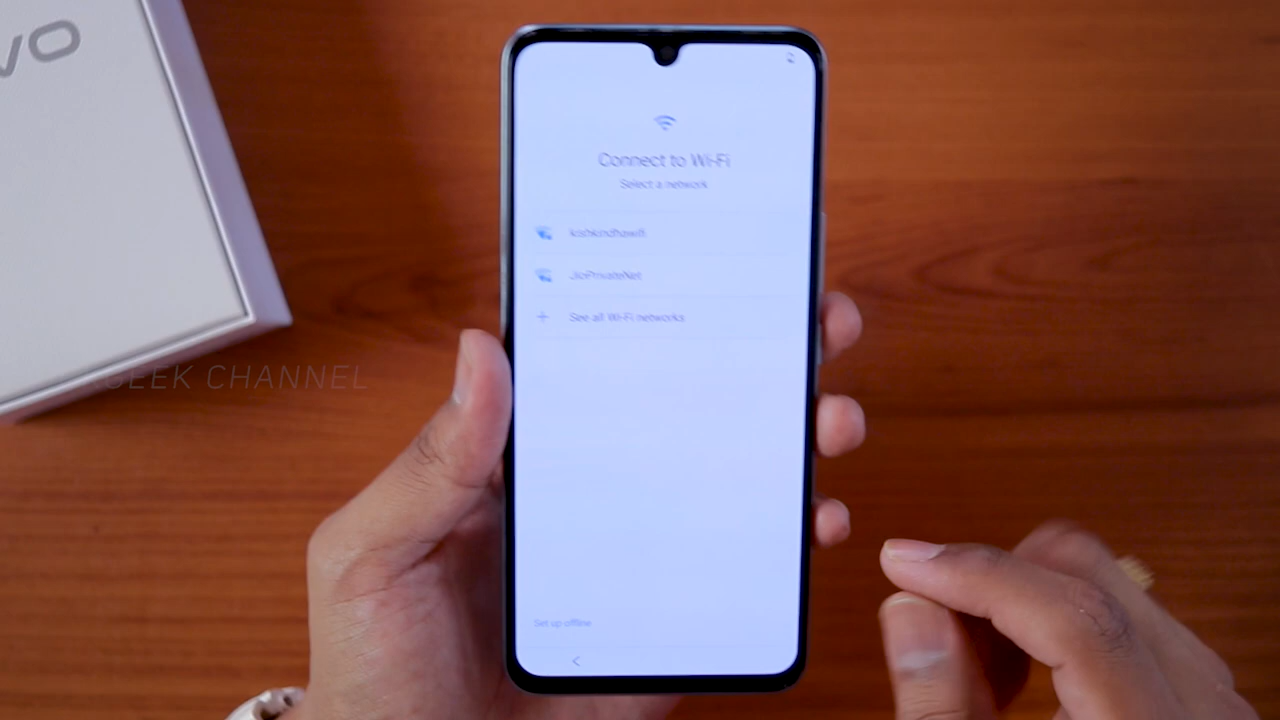 vo
Connect to Wi-Fi
Select a network
kishkindhawifi
JioPrivateNet
See all Wi-Fi networks
GEEK CHANNEL
Set up offline